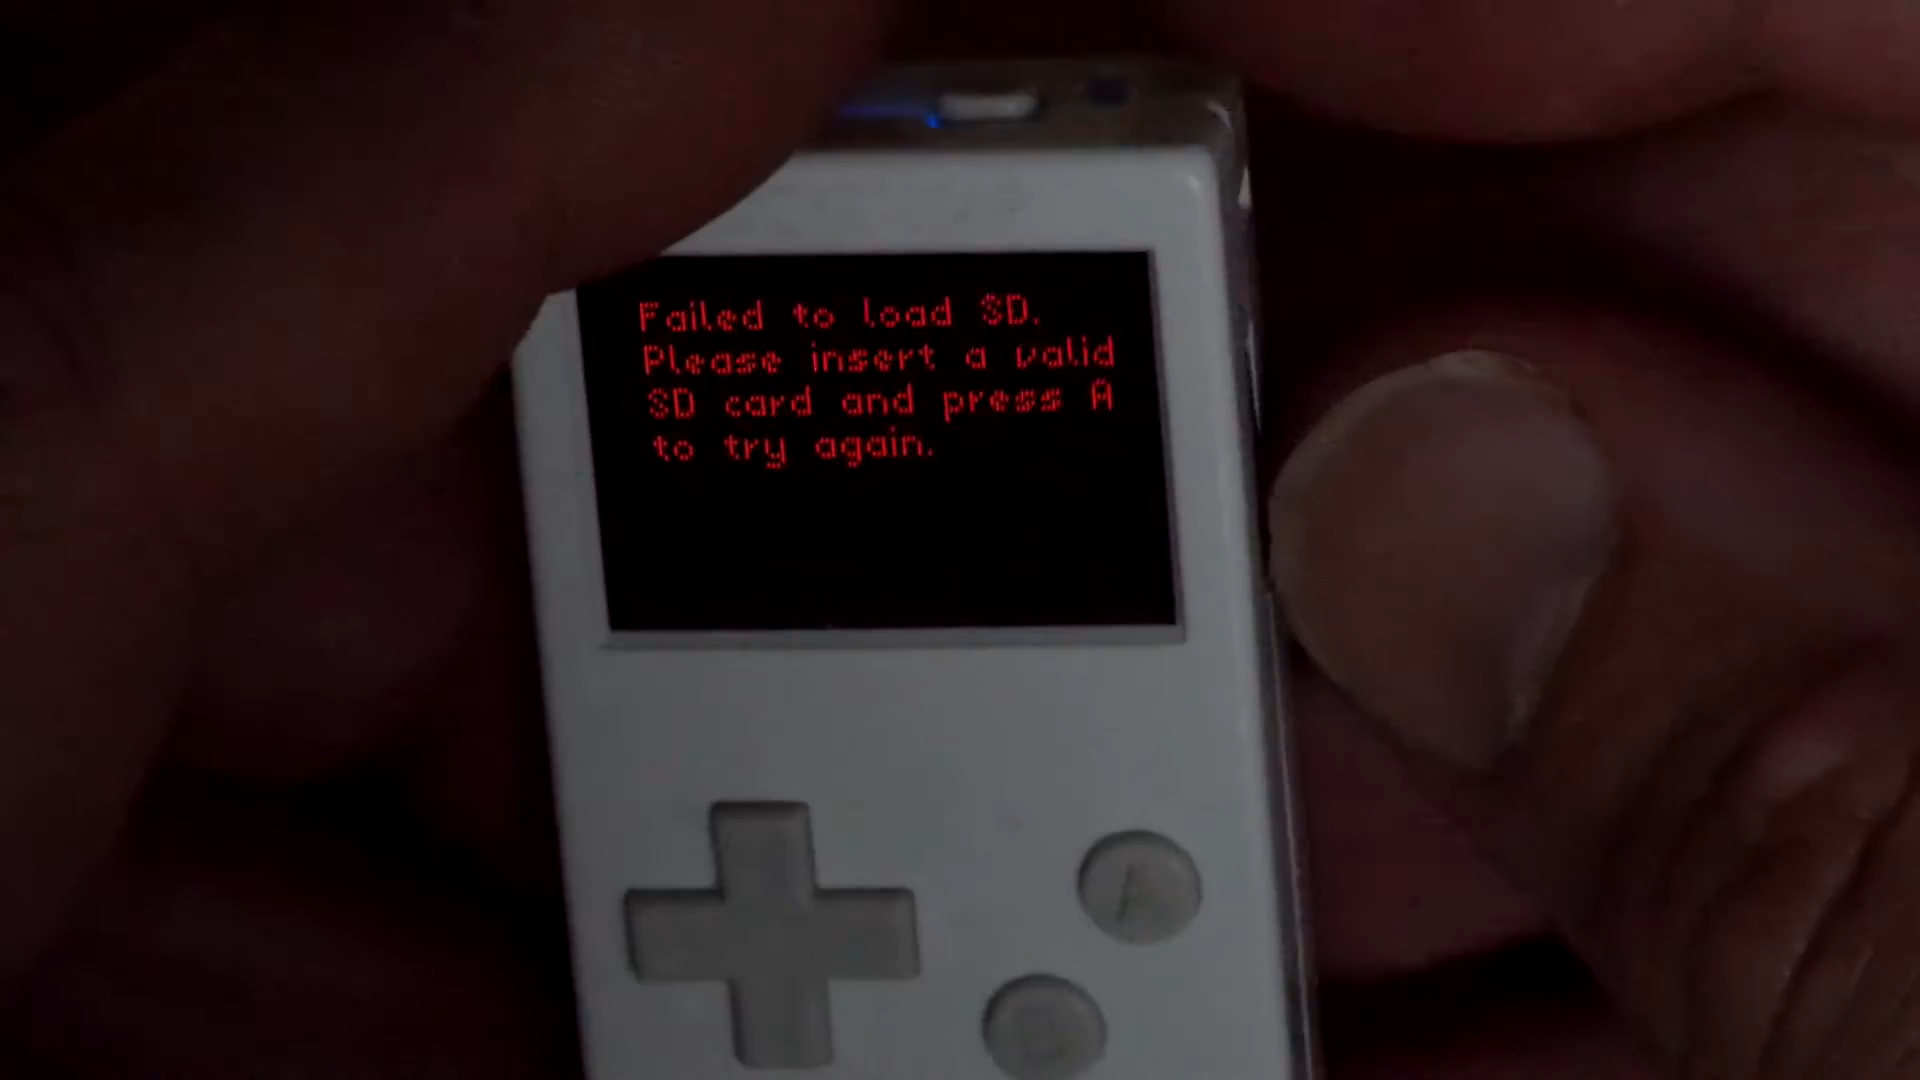 Failed to load SD.
Please insert a valid
SD card and press A
to try again.
A